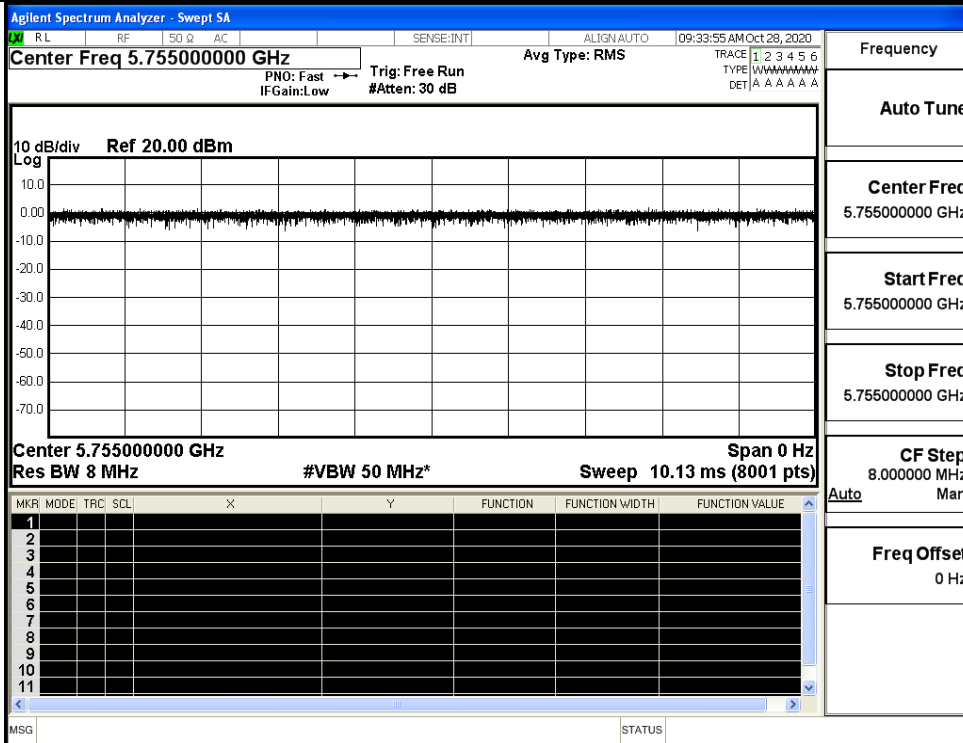 Agilent Spectrum Analyzer - Swept SA
LXI RL RF 50 Ω AC SENSE:INT ALIGN AUTO 09:33:55 AM Oct 28, 2020
Center Freq 5.755000000 GHz
Avg Type: RMS
TRACE 1 2 3 4 5 6
TYPE WWWWWW
DET A A A A A A
PNO: Fast
IFGain:Low
Trig: Free Run
#Atten: 30 dB
10 dB/div Ref 20.00 dBm
Log
10.0
0.00
-10.0
-20.0
-30.0
-40.0
-50.0
-60.0
-70.0
Center 5.755000000 GHz Span 0 Hz
Res BW 8 MHz #VBW 50 MHz* Sweep 10.13 ms (8001 pts)
MKR MODE TRC SCL X Y FUNCTION FUNCTION WIDTH FUNCTION VALUE
1
2
3
4
5
6
7
8
9
10
11
MSG STATUS
Frequency
Auto Tune
Center Freq
5.755000000 GHz
Start Freq
5.755000000 GHz
Stop Freq
5.755000000 GHz
CF Step
8.000000 MHz
Auto Man
Freq Offset
0 Hz